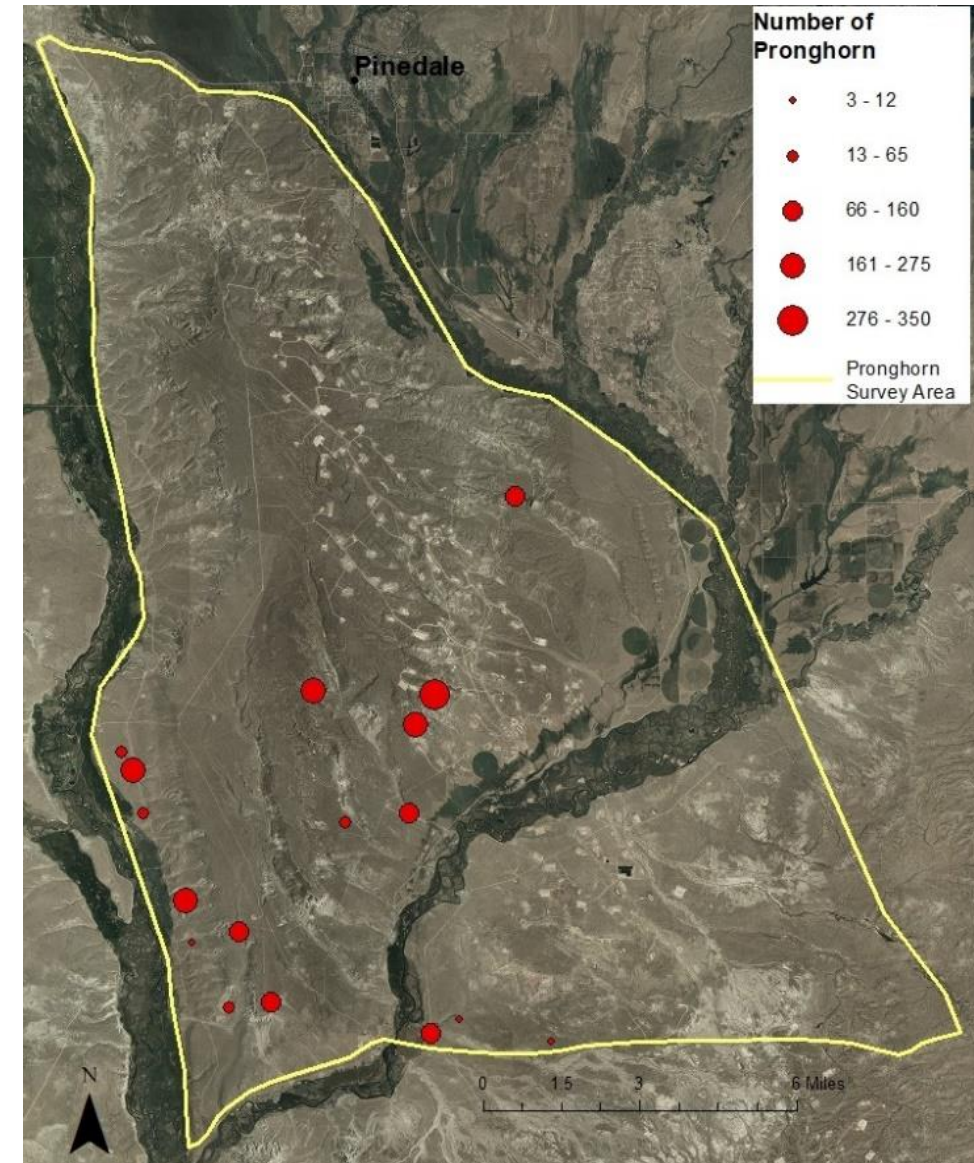 Number of
Pronghorn
3 - 12
13 - 65
66 - 160
161 - 275
276 - 350
Pronghorn
Survey Area
Pinedale
N
0 1.5 3 6 Miles